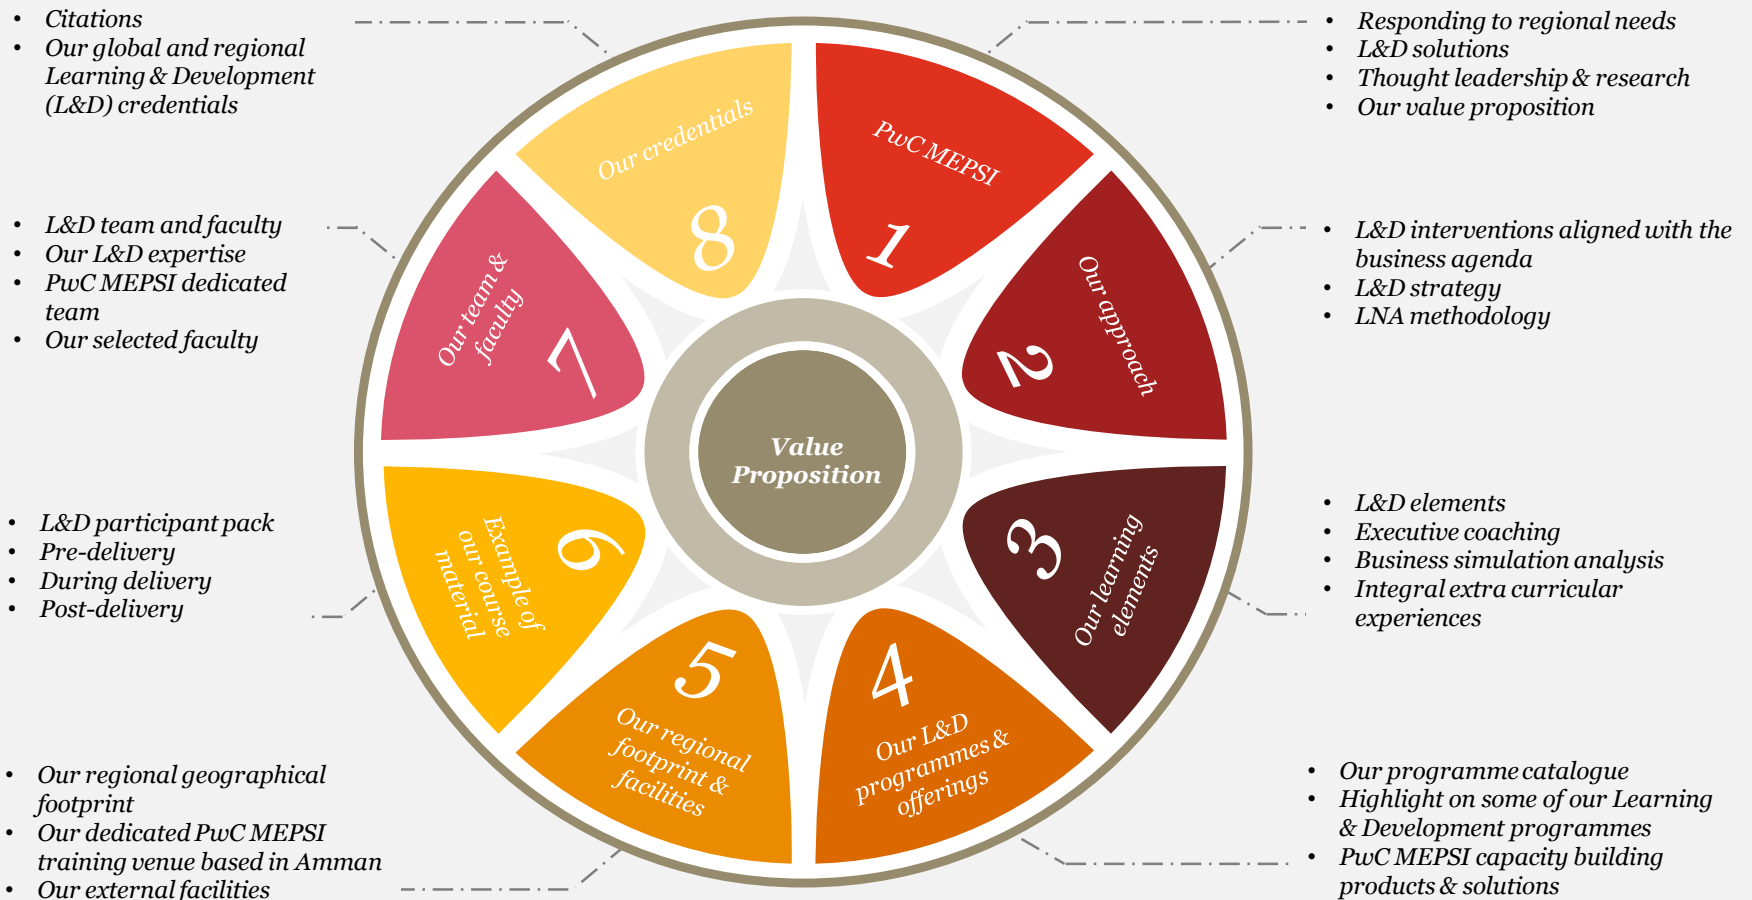 • Citations
• Our global and regional
Learning & Development
(L&D) credentials
• Responding to regional needs
• L&D solutions
• Thought leadership & research
• Our value proposition
Our credentials
8
PwC MEPSI
1
• L&D team and faculty
• Our L&D expertise
• PwC MEPSI dedicated
team
• Our selected faculty
Our team &
faculty
7
Our approach
2
• L&D interventions aligned with the
business agenda
• L&D strategy
• LNA methodology
Value
Proposition
• L&D participant pack
• Pre-delivery
• During delivery
• Post-delivery
6
Example of
our course
material
3
Our learning
elements
• L&D elements
• Executive coaching
• Business simulation analysis
• Integral extra curricular
experiences
5
Our regional
footprint &
facilities
4
Our L&D
programmes &
offerings
• Our regional geographical
footprint
• Our dedicated PwC MEPSI
training venue based in Amman
• Our external facilities
• Our programme catalogue
• Highlight on some of our Learning
& Development programmes
• PwC MEPSI capacity building
products & solutions